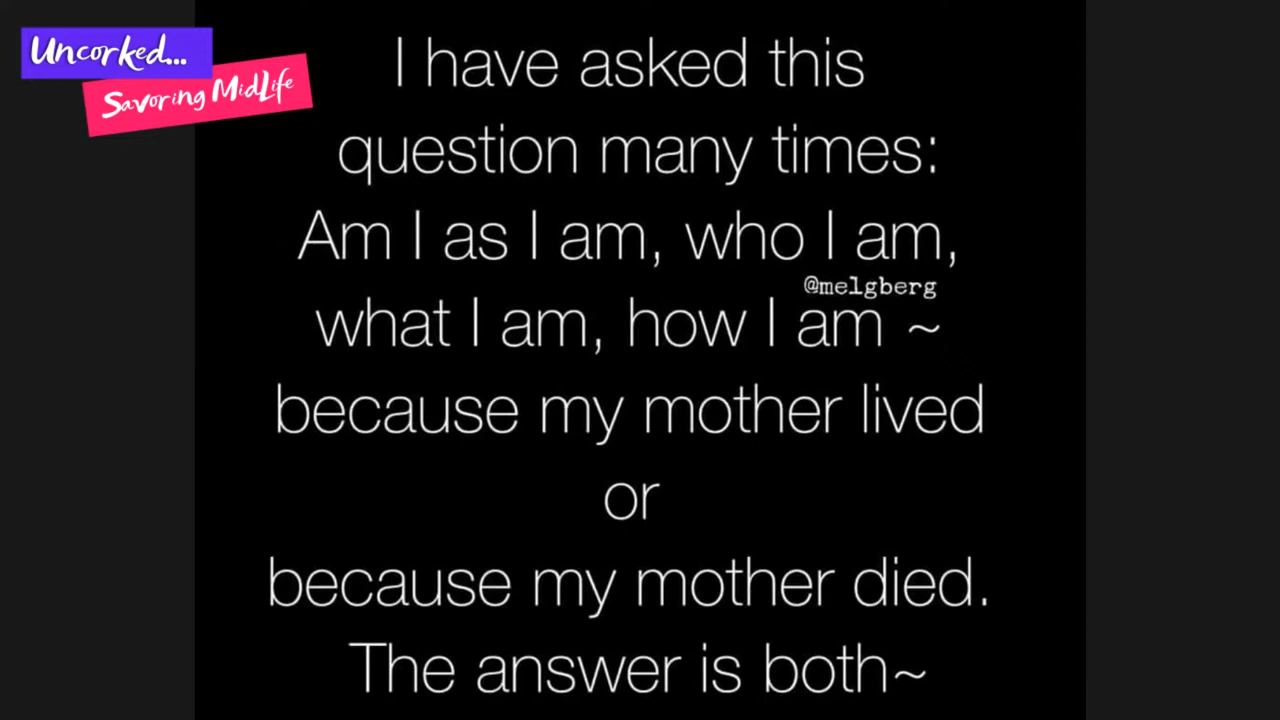 Uncorked...
Savoring MidLife
I have asked this
question many times:
Am I as I am, who I am,
@melgberg
what I am, how I am ~
because my mother lived
or
because my mother died.
The answer is both~